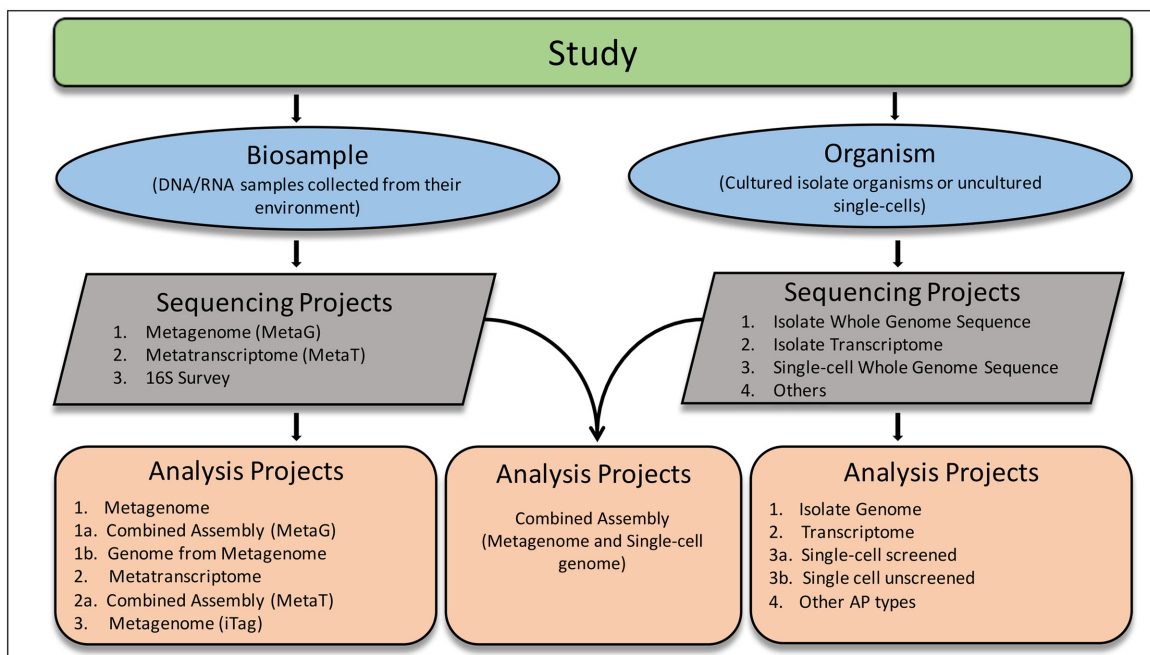 Study
Biosample
(DNA/RNA samples collected from their
environment)
Organism
(Cultured isolate organisms or uncultured
single-cells)
Sequencing Projects
1. Metagenome (MetaG)
2. Metatranscriptome (MetaT)
3. 16S Survey
Sequencing Projects
1. Isolate Whole Genome Sequence
2. Isolate Transcriptome
3. Single-cell Whole Genome Sequence
4. Others
Analysis Projects
1. Metagenome
1a. Combined Assembly (MetaG)
1b. Genome from Metagenome
2. Metatranscriptome
2a. Combined Assembly (MetaT)
3. Metagenome (iTag)
Analysis Projects
Combined Assembly
(Metagenome and Single-cell
genome)
Analysis Projects
1. Isolate Genome
2. Transcriptome
3a. Single-cell screened
3b. Single cell unscreened
4. Other AP types